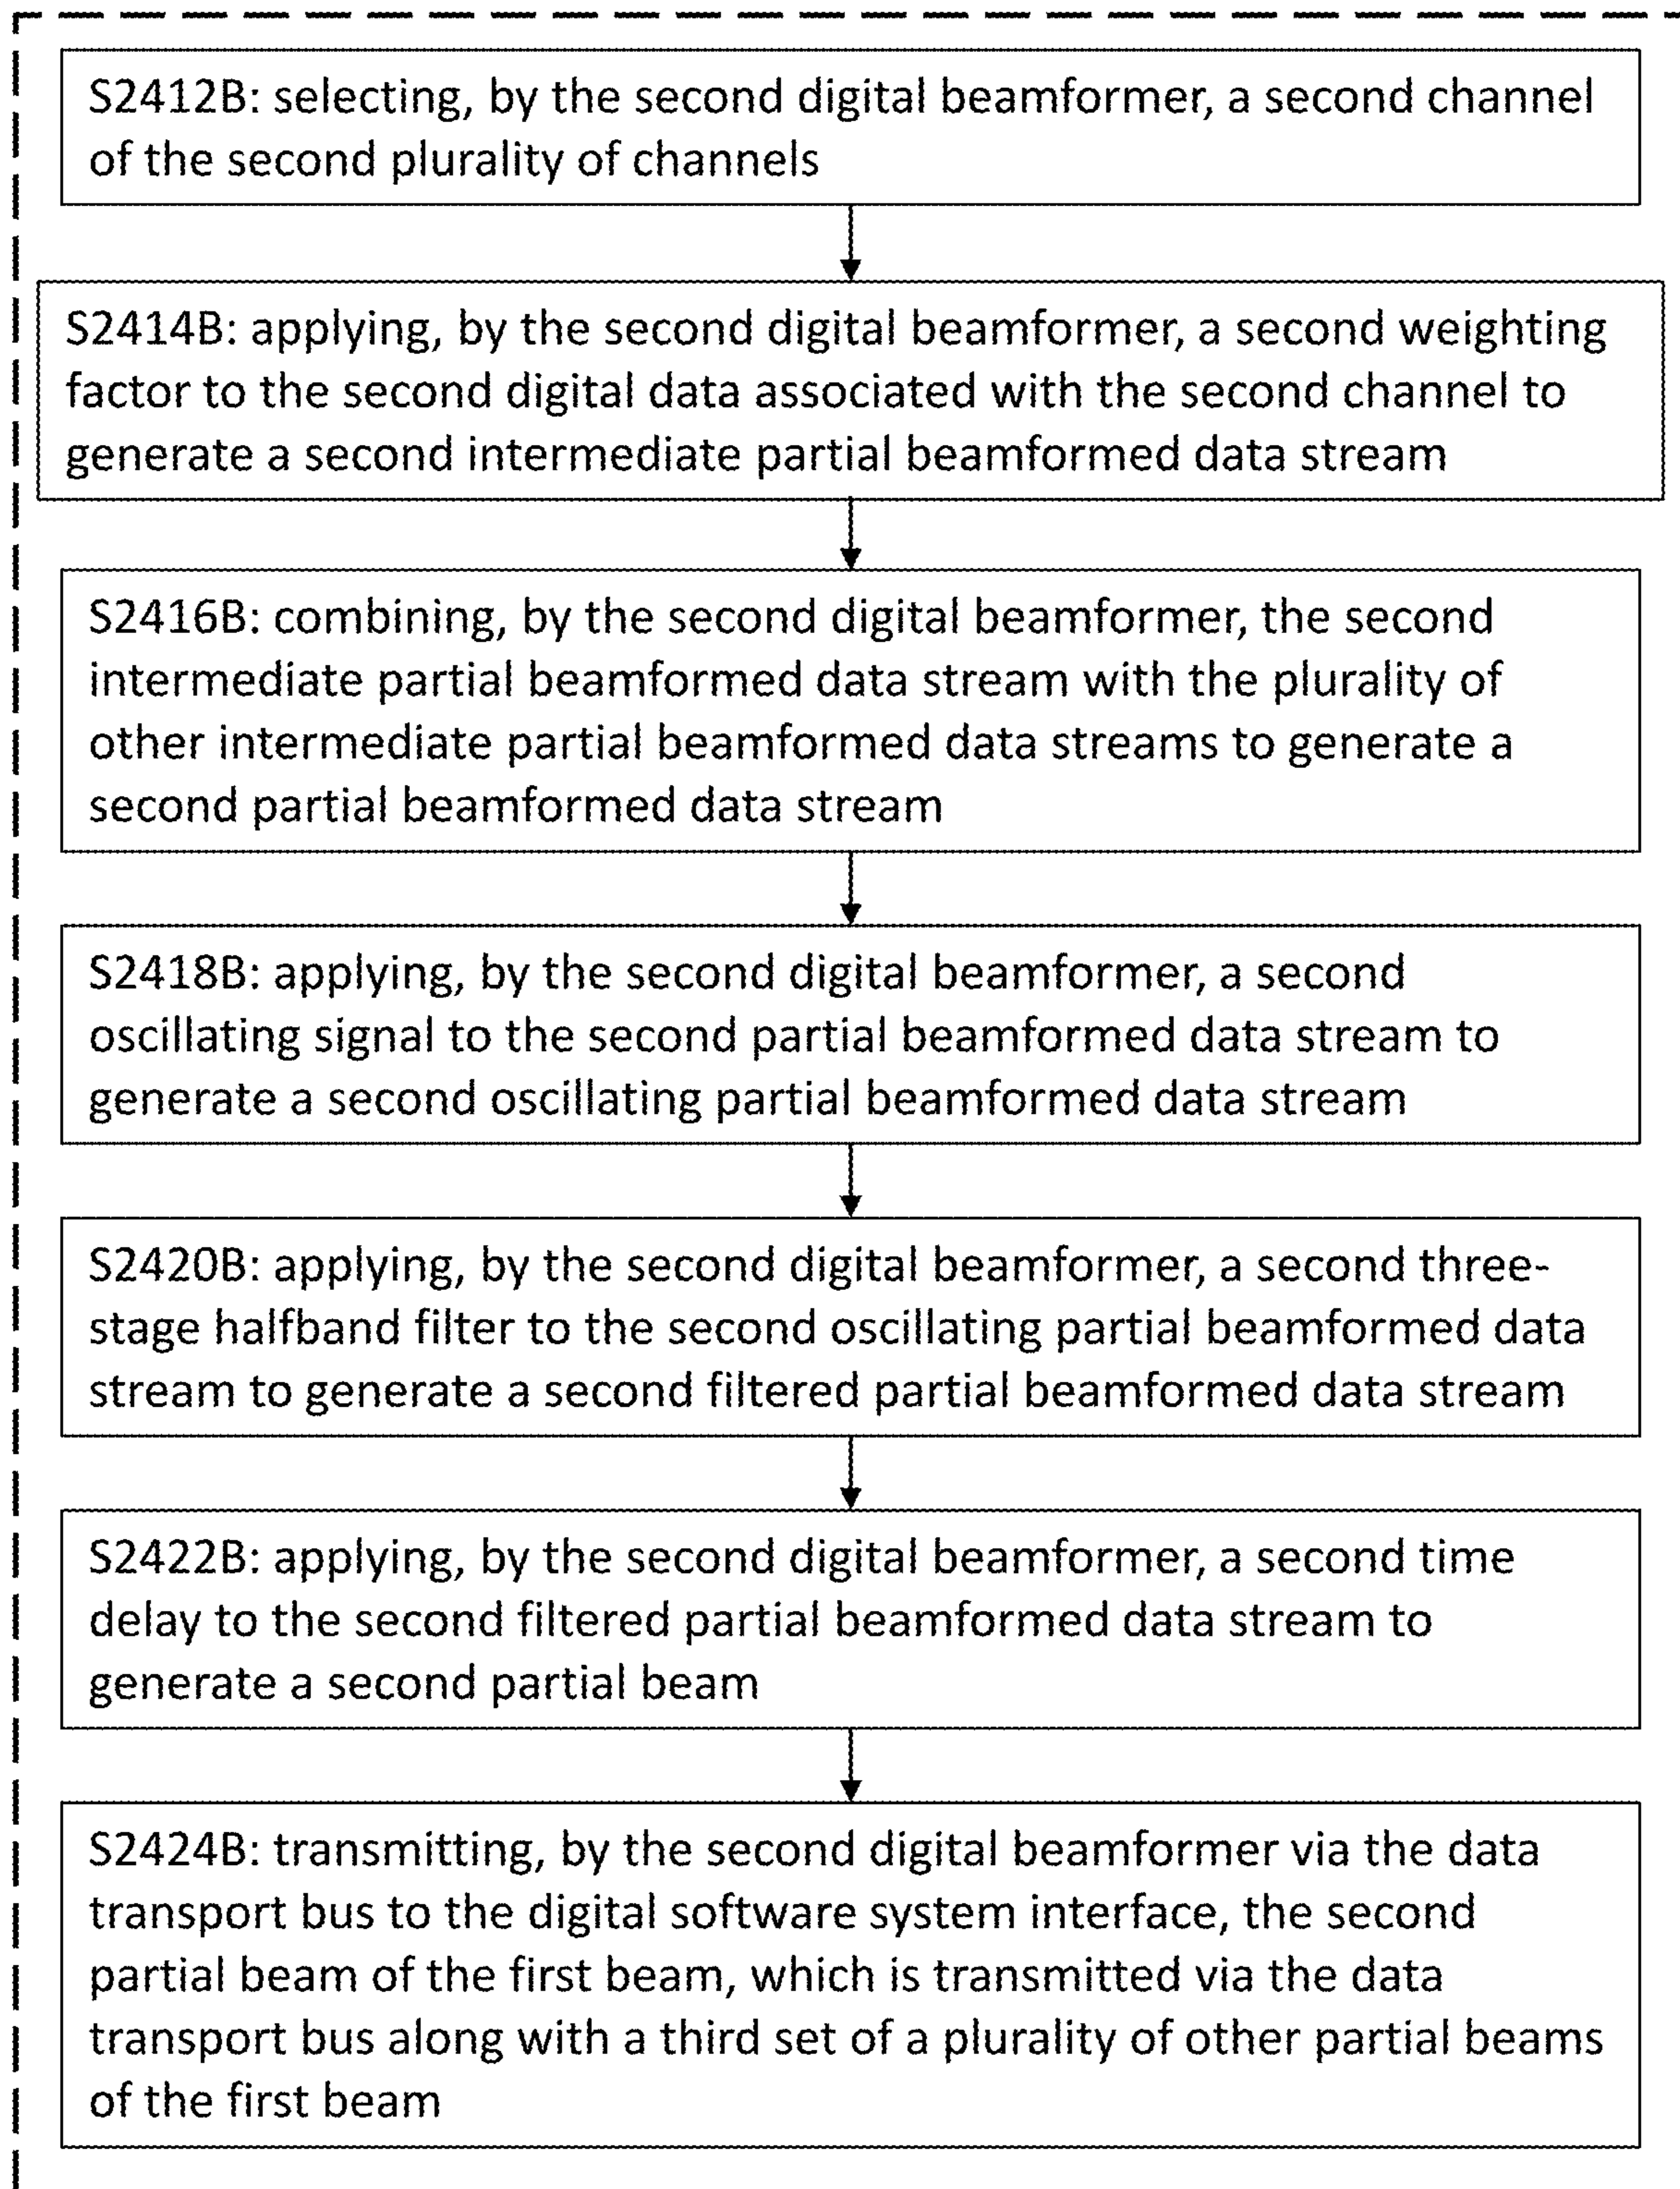 S2412B: selecting, by the second digital beamformer, a second channel
of the second plurality of channels
S2414B: applying, by the second digital beamformer, a second weighting
factor to the second digital data associated with the second channel to
generate a second intermediate partial beamformed data stream
S2416B: combining, by the second digital beamformer, the second
intermediate partial beamformed data stream with the plurality of
other intermediate partial beamformed data streams to generate a
second partial beamformed data stream
S2418B: applying, by the second digital beamformer, a second
oscillating signal to the second partial beamformed data stream to
generate a second oscillating partial beamformed data stream
S2420B: applying, by the second digital beamformer, a second three-
stage halfband filter to the second oscillating partial beamformed data
stream to generate a second filtered partial beamformed data stream
S2422B: applying, by the second digital beamformer, a second time
delay to the second filtered partial beamformed data stream to
generate a second partial beam
S2424B: transmitting, by the second digital beamformer via the data
transport bus to the digital software system interface, the second
partial beam of the first beam, which is transmitted via the data
transport bus along with a third set of a plurality of other partial beams
of the first beam